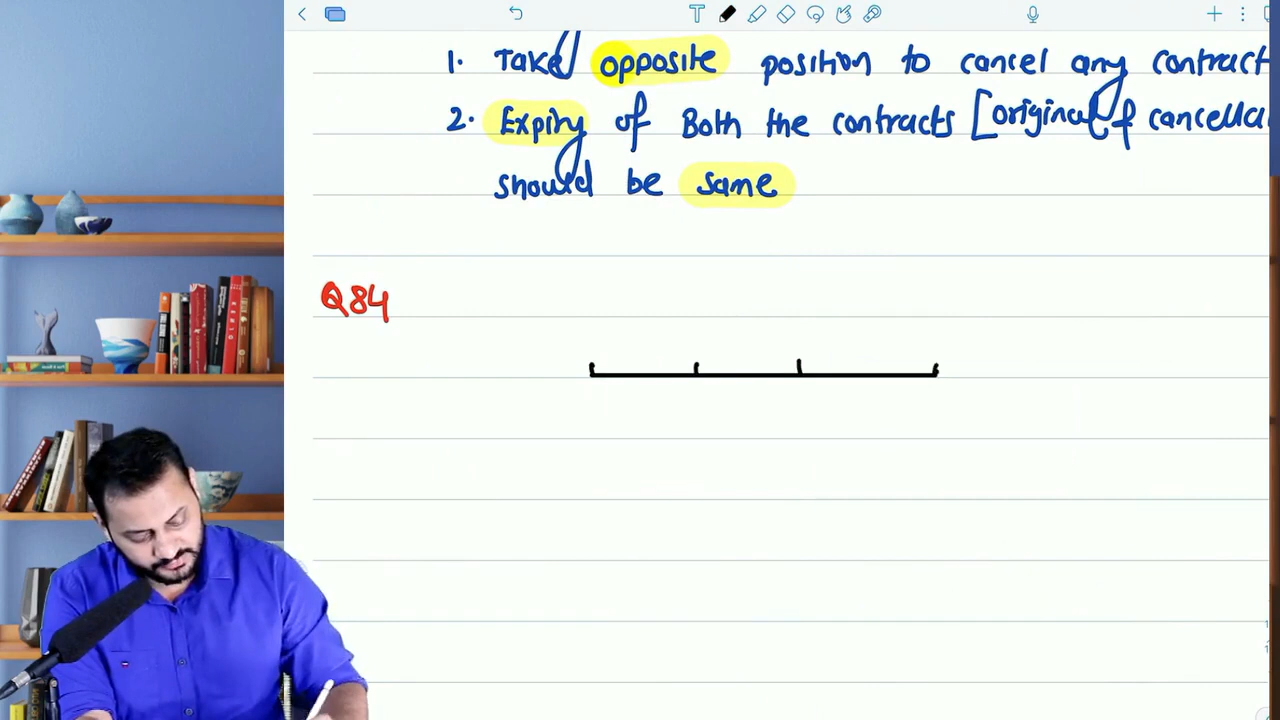 1. Take opposite position to cancel any contract
2. Expiry of Both the contracts [original & cancella
should be same
Q84